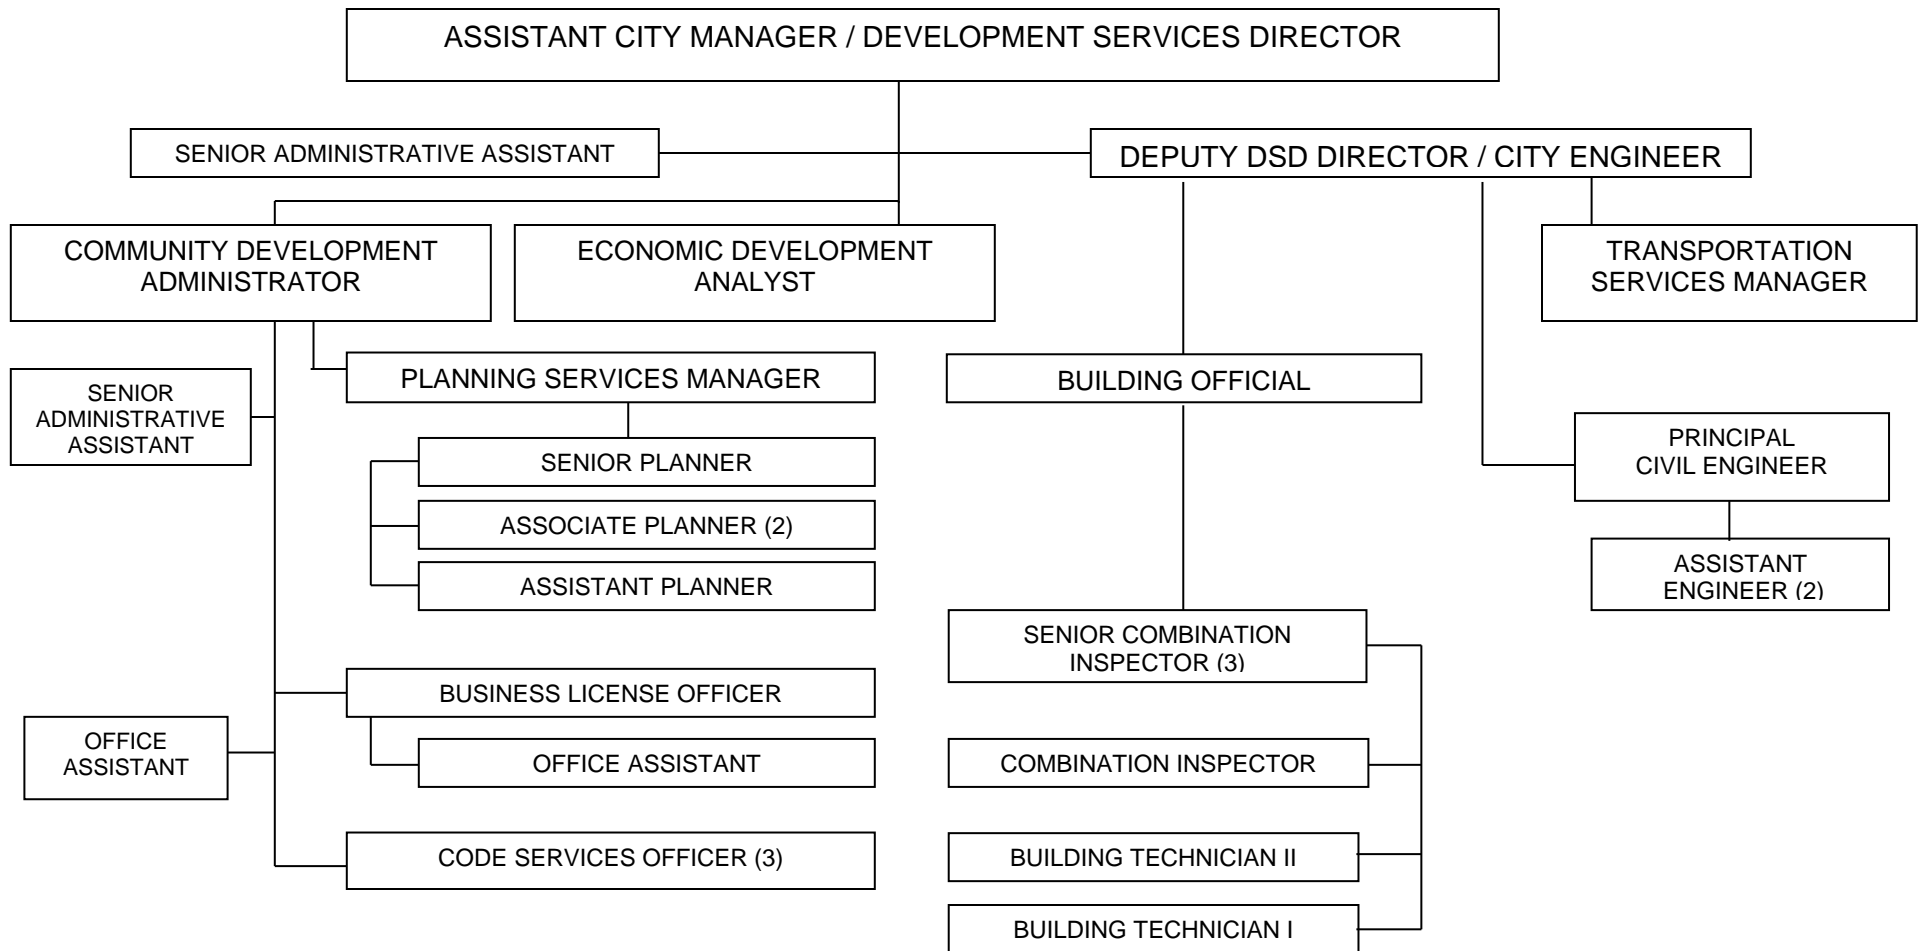 ASSISTANT CITY MANAGER / DEVELOPMENT SERVICES DIRECTOR
SENIOR ADMINISTRATIVE ASSISTANT
DEPUTY DSD DIRECTOR / CITY ENGINEER
COMMUNITY DEVELOPMENT
ADMINISTRATOR
ECONOMIC DEVELOPMENT
ANALYST
TRANSPORTATION
SERVICES MANAGER
SENIOR
ADMINISTRATIVE
ASSISTANT
PLANNING SERVICES MANAGER
BUILDING OFFICIAL
SENIOR PLANNER
PRINCIPAL
CIVIL ENGINEER
ASSOCIATE PLANNER (2)
ASSISTANT PLANNER
ASSISTANT
ENGINEER (2)
SENIOR COMBINATION
INSPECTOR (3)
BUSINESS LICENSE OFFICER
OFFICE
ASSISTANT
OFFICE ASSISTANT
COMBINATION INSPECTOR
CODE SERVICES OFFICER (3)
BUILDING TECHNICIAN II
BUILDING TECHNICIAN I